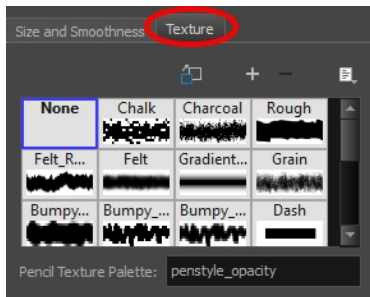 Size and Smoothness Texture
None Chalk Charcoal Rough
Felt_R... Felt Gradient... Grain
Bumpy... Bumpy_... Bumpy_... Dash
Pencil Texture Palette: penstyle_opacity